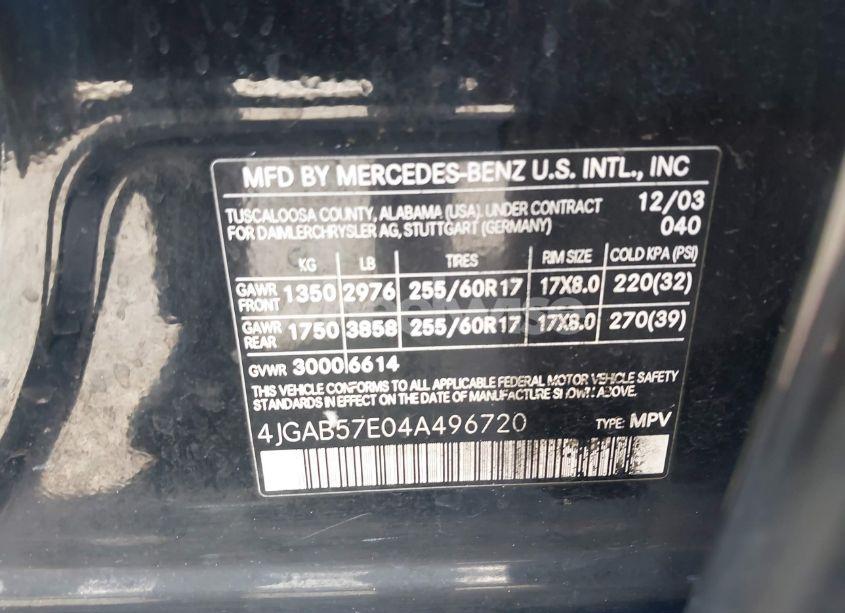 MFD BY MERCEDES-BENZ U.S. INTL., INC
TUSCALOOSA COUNTY, ALABAMA (USA). UNDER CONTRACT 12/03
FOR DAIMLERCHRYSLER AG, STUTTGART (GERMANY) 040
KG LB TIRES RIM SIZE COLD KPA (PSI)
GAWR FRONT 1350 2976 255/60R17 17X8.0 220(32)
GAWR REAR 1750 3858 255/60R17 17X8.0 270(39)
GVWR 3000 6614
THIS VEHICLE CONFORMS TO ALL APPLICABLE FEDERAL MOTOR VEHICLE SAFETY
STANDARDS IN EFFECT ON THE DATE OF MANUFACTURE SHOWN ABOVE.
4JGAB57E04A496720 TYPE: MPV